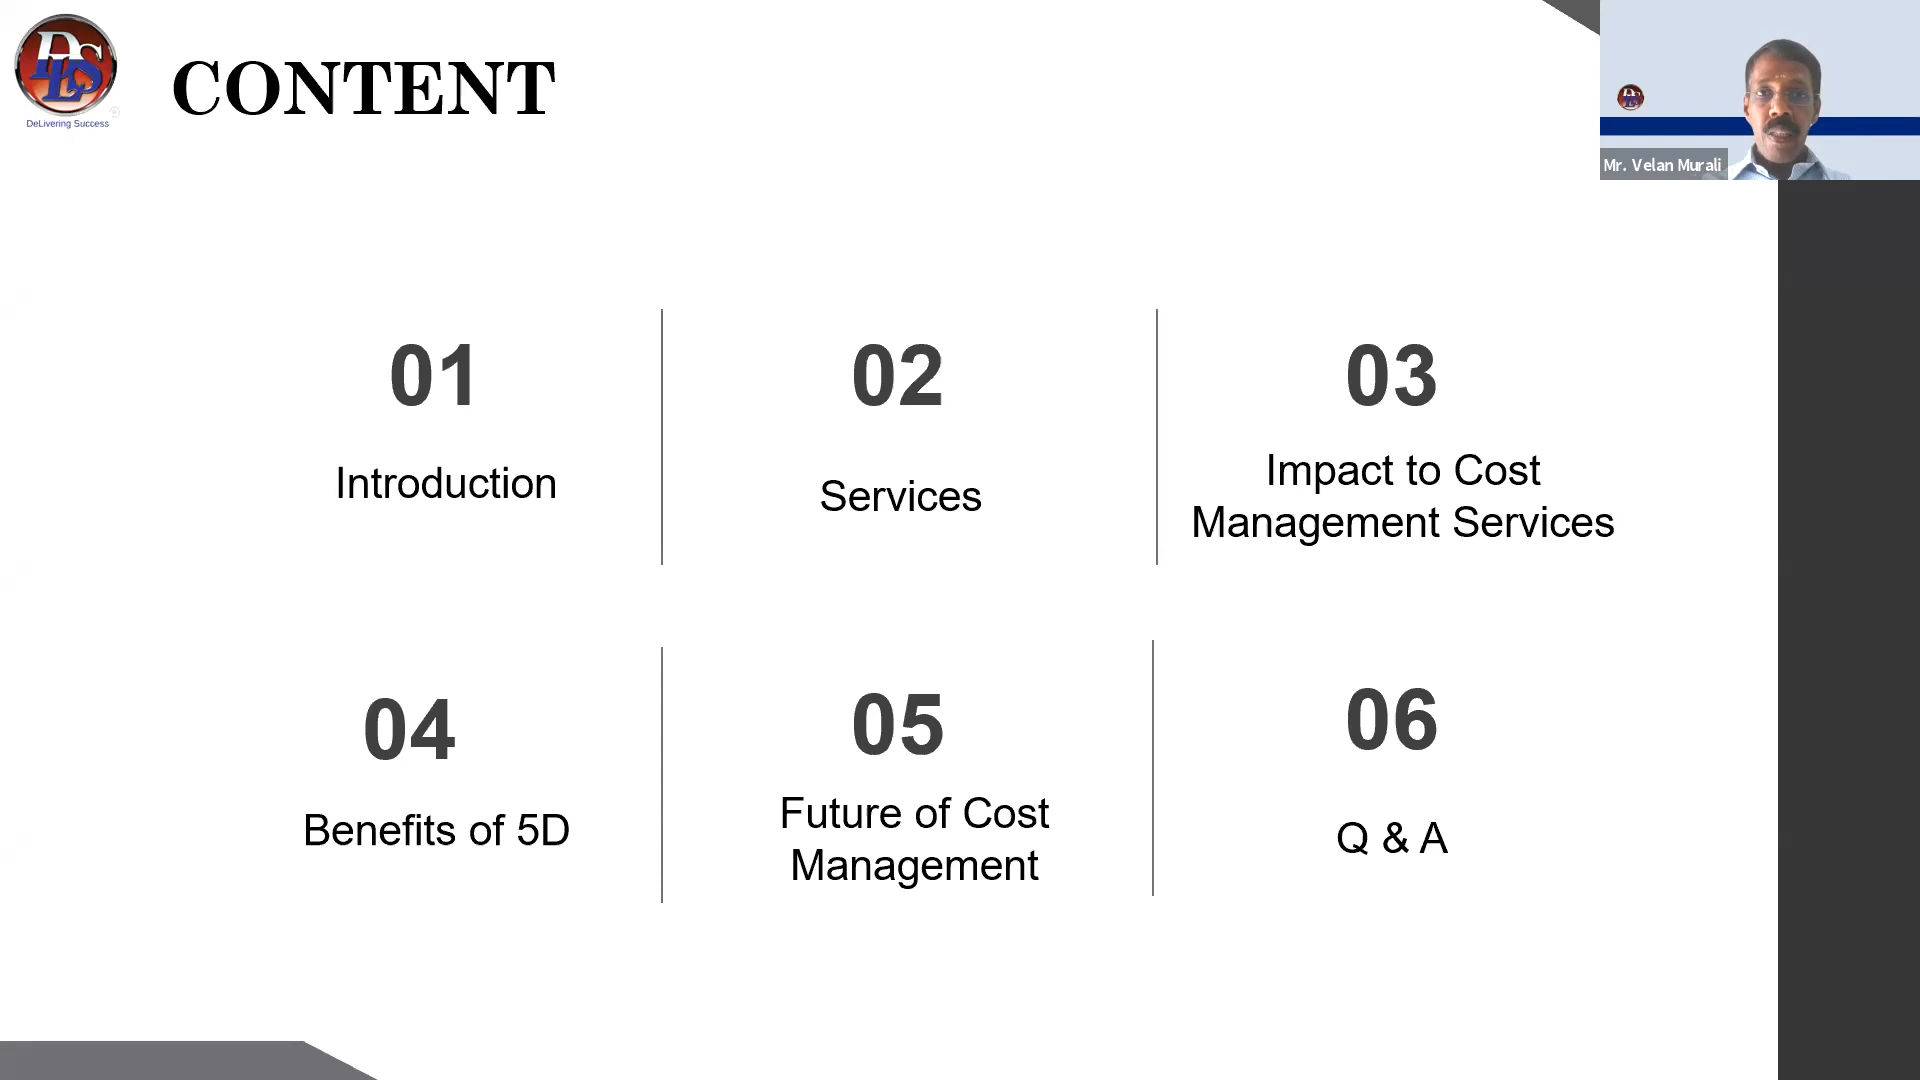 DLS
DeLivering Success
CONTENT
Mr. Velan Murali
01
Introduction
02
Services
03
Impact to Cost
Management Services
04
Benefits of 5D
05
Future of Cost
Management
06
Q & A